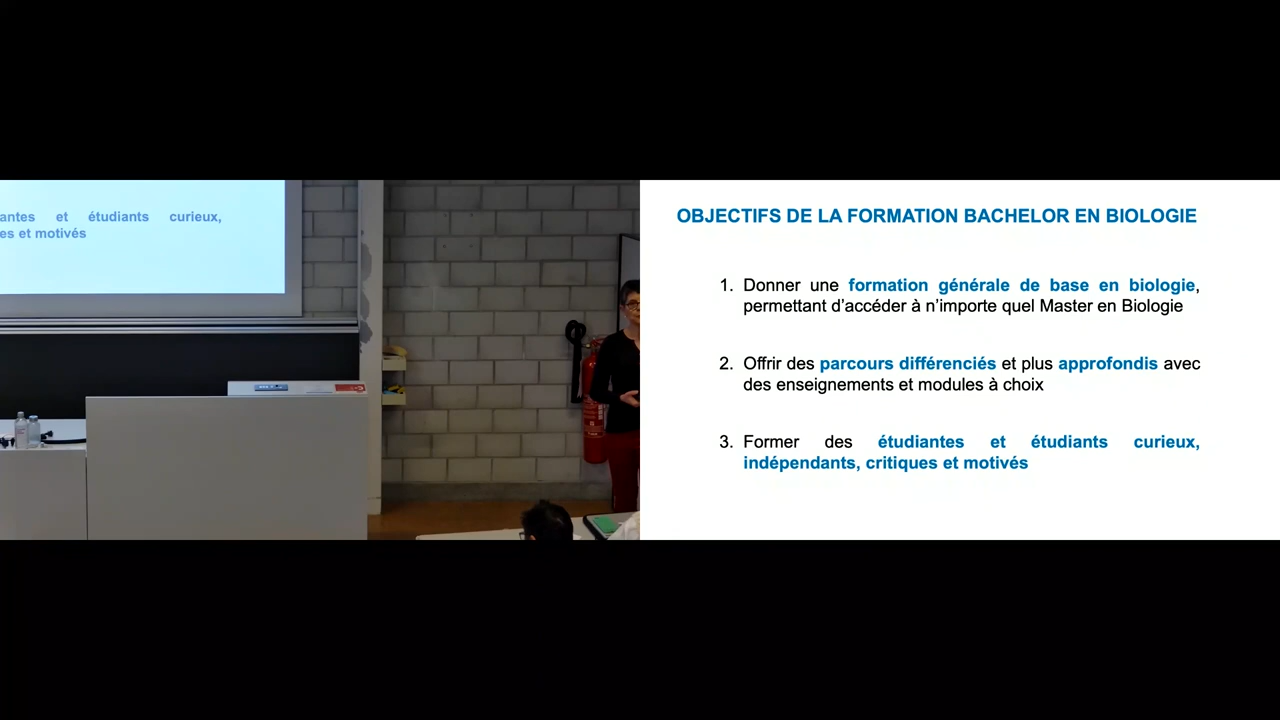 antes et étudiants curieux,
es et motivés
OBJECTIFS DE LA FORMATION BACHELOR EN BIOLOGIE
1. Donner une formation générale de base en biologie,
permettant d'accéder à n'importe quel Master en Biologie
2. Offrir des parcours différenciés et plus approfondis avec
des enseignements et modules à choix
3. Former des étudiantes et étudiants curieux,
indépendants, critiques et motivés